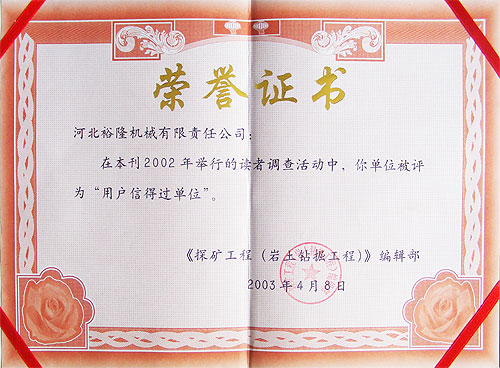 荣誉证书
河北裕隆机械有限责任公司：
在本刊2002年举行的读者调查活动中，你单位被评
为“用户信得过单位”。
《探矿工程（岩土钻掘工程）》编辑部
2003年4月8日